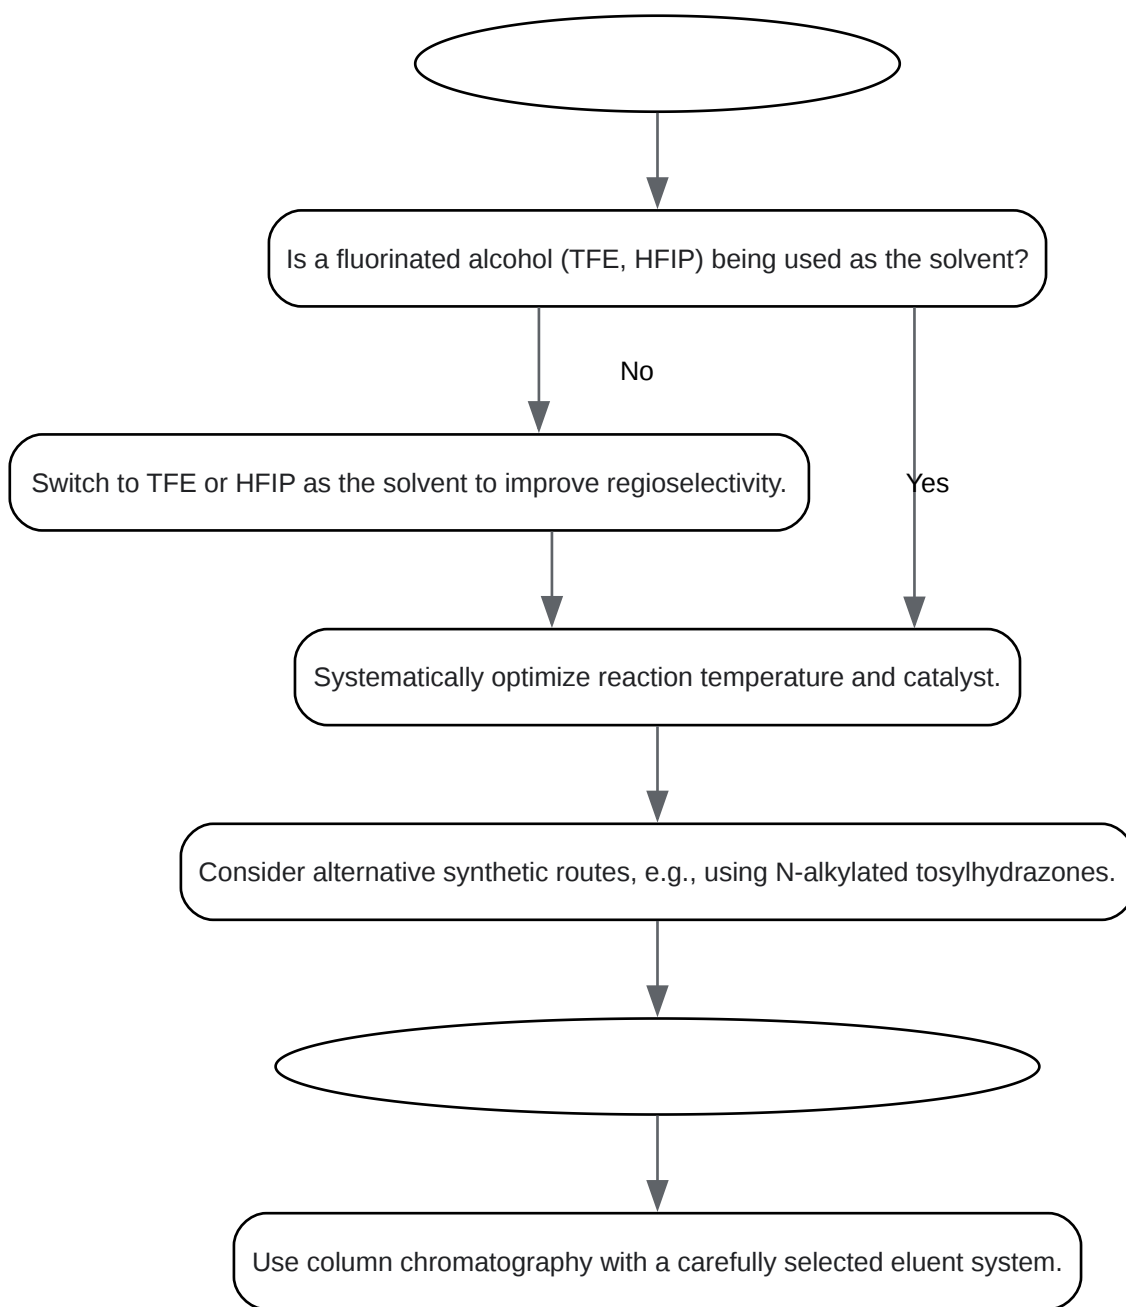 Is a fluorinated alcohol (TFE, HFIP) being used as the solvent?
No
Switch to TFE or HFIP as the solvent to improve regioselectivity.
Yes
Systematically optimize reaction temperature and catalyst.
Consider alternative synthetic routes, e.g., using N-alkylated tosylhydrazones.
Use column chromatography with a carefully selected eluent system.